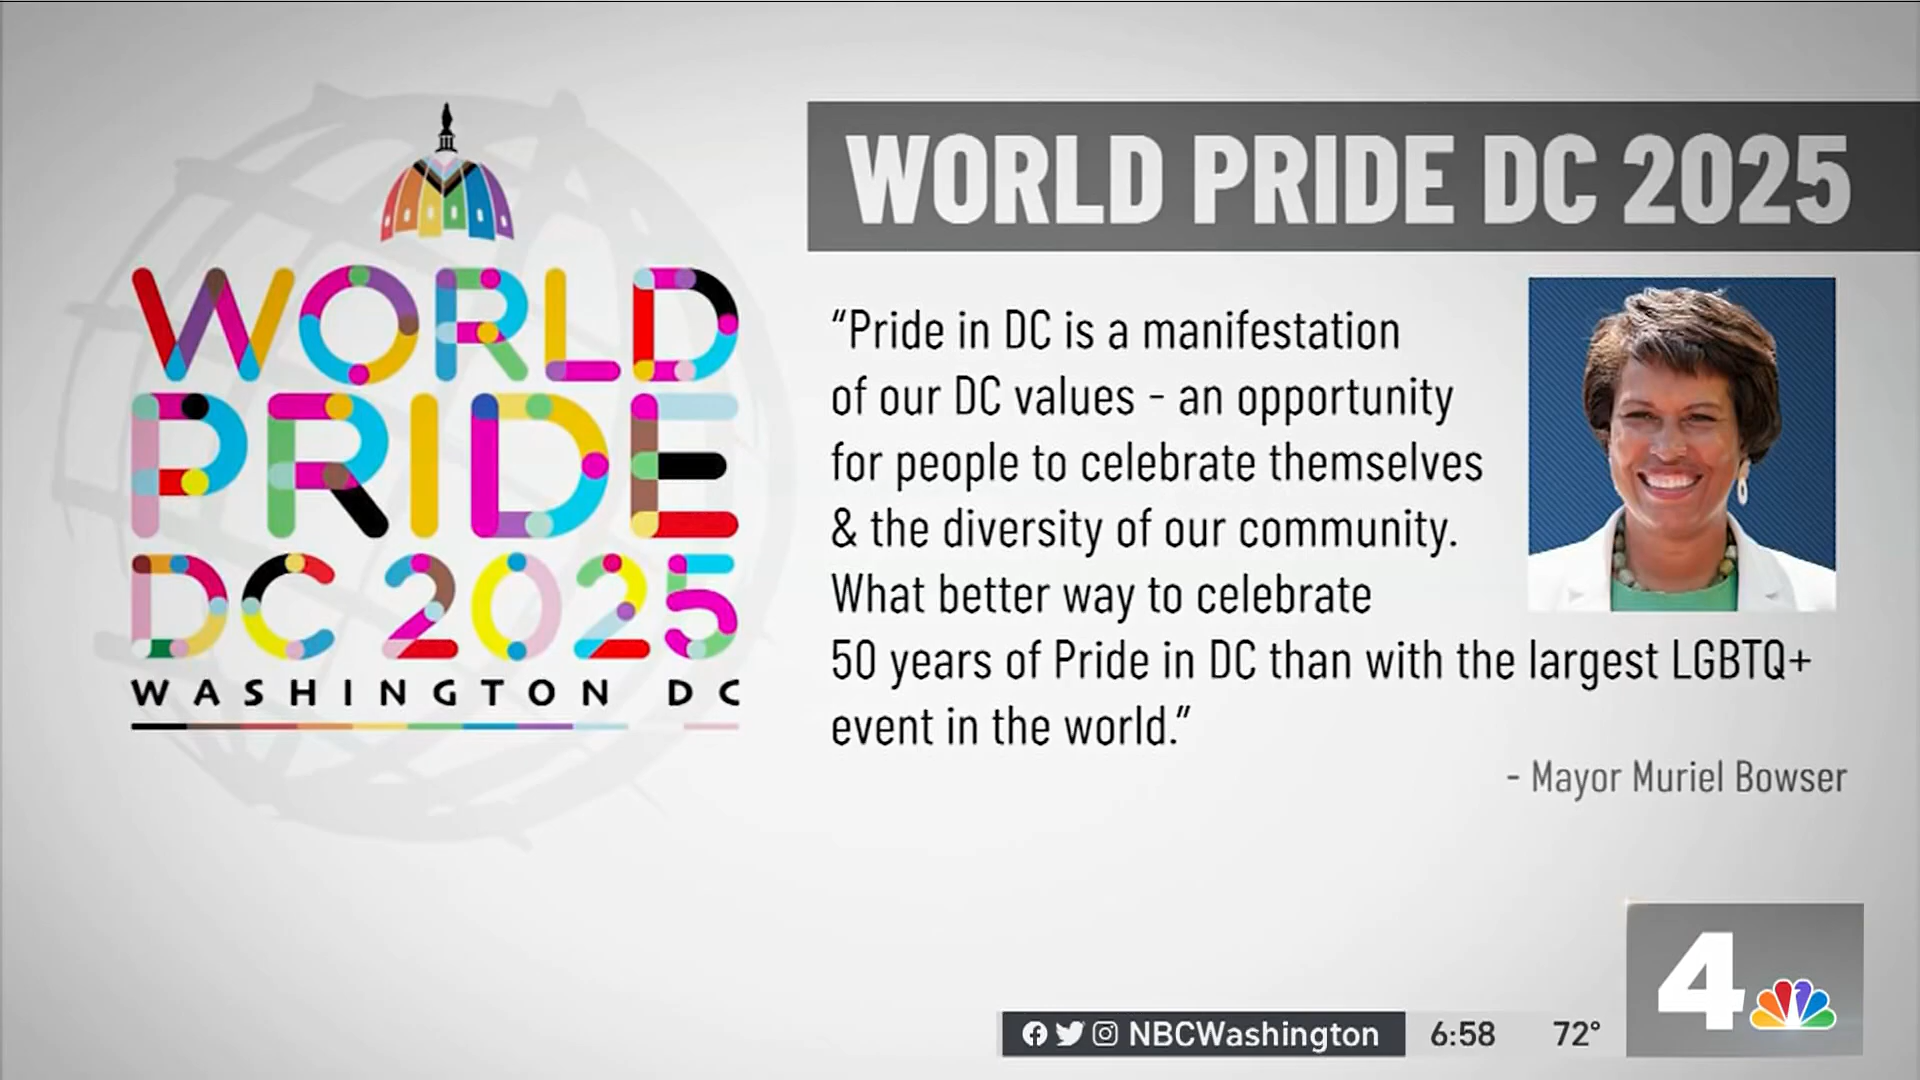 WORLD
PRIDE
DC 2025
WASHINGTON DC
WORLD PRIDE DC 2025
“Pride in DC is a manifestation
of our DC values - an opportunity
for people to celebrate themselves
& the diversity of our community.
What better way to celebrate
50 years of Pride in DC than with the largest LGBTQ+
event in the world.”
- Mayor Muriel Bowser
4
NBCWashington 6:58 72°